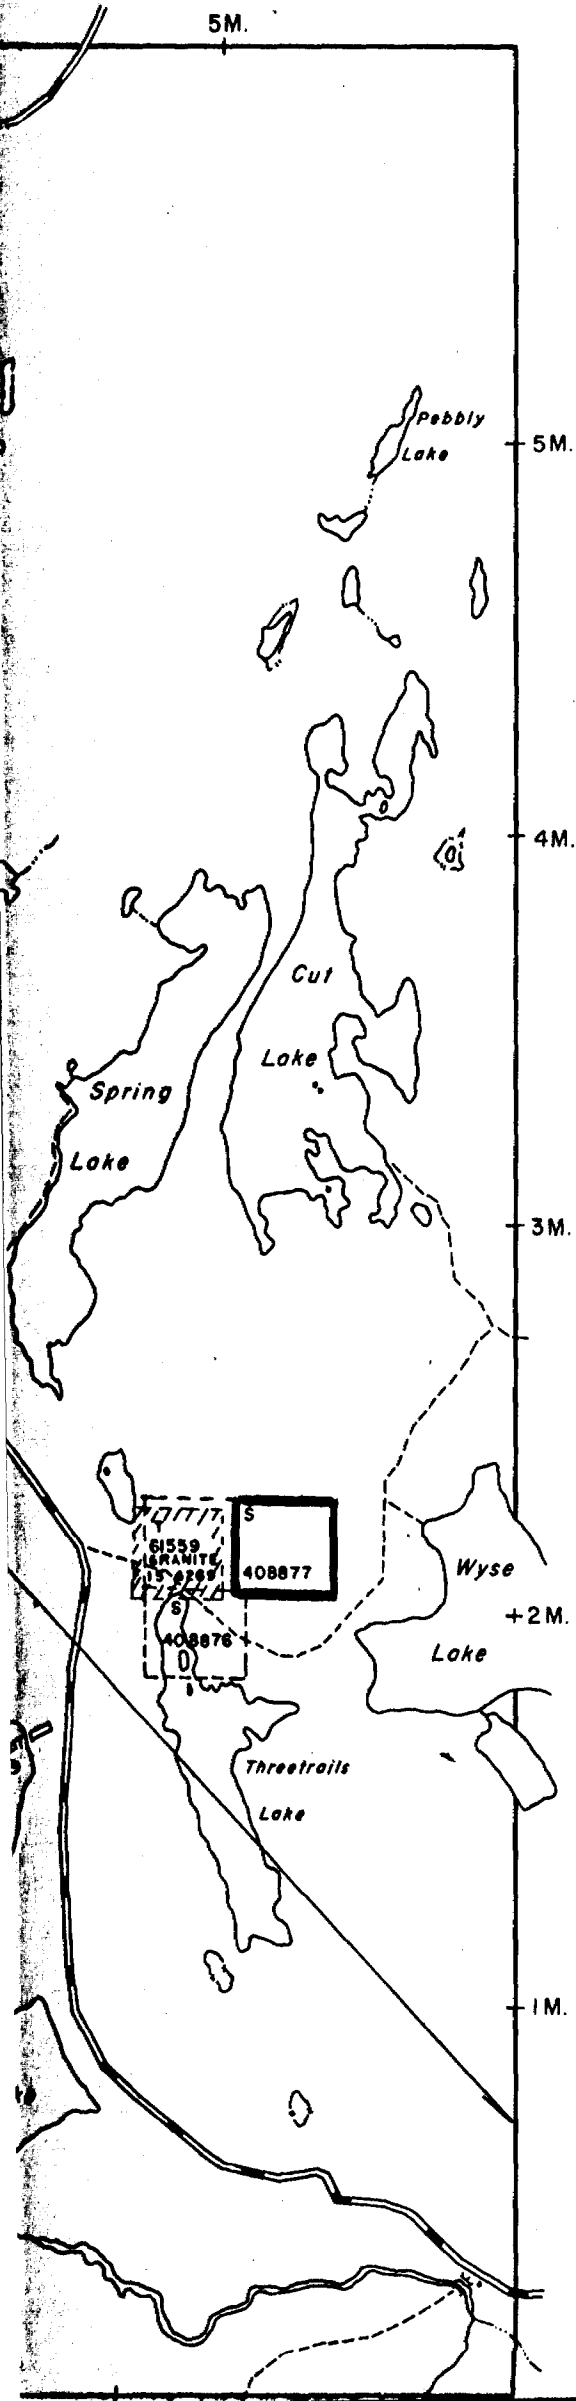 5M.
Pebbly
Lake
5M.
4M.
Cut
Lake
Spring
Lake
3M.
S
61559
GRANITE
408877
S
408876
Wyse
Lake
2M.
Threetrails
Lake
1M.